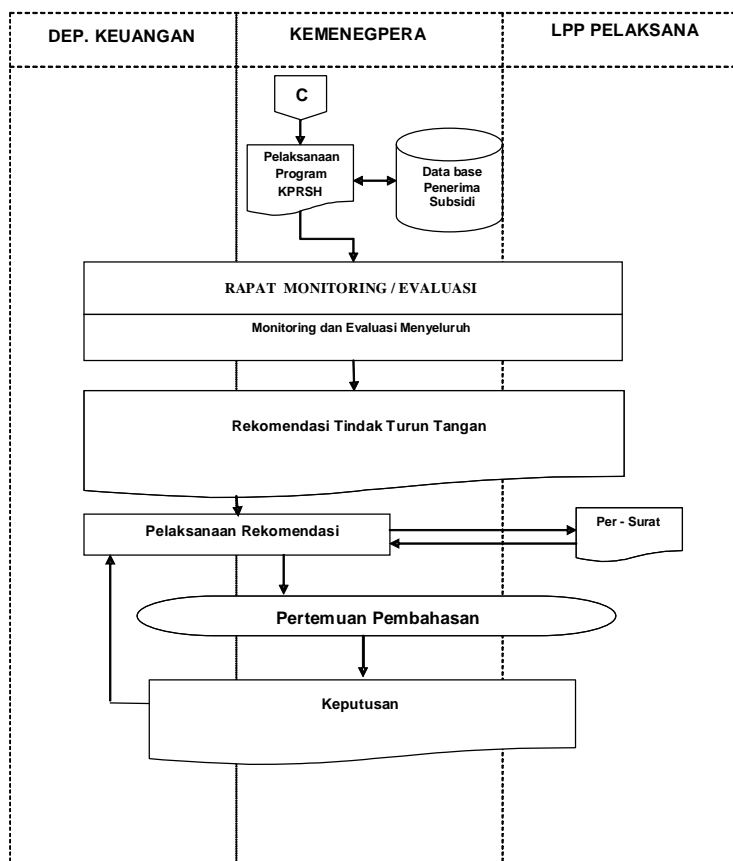 DEP. KEUANGAN
KEMENEGPERA
LPP PELAKSANA
C
Pelaksanaan
Program
KPRSH
Data base
Penerima
Subsidi
RAPAT MONITORING / EVALUASI
Monitoring dan Evaluasi Menyeluruh
Rekomendasi Tindak Turun Tangan
Pelaksanaan Rekomendasi
Per - Surat
Pertemuan Pembahasan
Keputusan